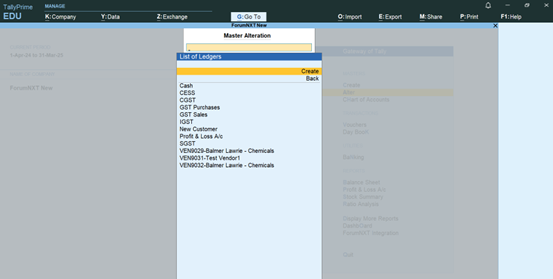 TallyPrime
MANAGE
EDU
K: Company
Y: Data
Z: Exchange
G: Go To
O: Import
E: Export
M: Share
P: Print
F1: Help
ForumNXT New
Master Alteration
List of Ledgers
Create
Back
Cash
CESS
CGST
GST Purchases
GST Sales
IGST
New Customer
Profit & Loss A/c
SGST
VEN9029-Balmer Lawrie - Chemicals
VEN9031-Test Vendor1
VEN9032-Balmer Lawrie - Chemicals
1-Apr-24 to 31-Mar-25
ForumNXT New
Gateway of Tally
Create
Alter
Chart of Accounts
Vouchers
Day Book
Banking
Balance Sheet
Profit & Loss A/c
Stock Summary
Ratio Analysis
Display More Reports
ForumNXT Integration
Quit